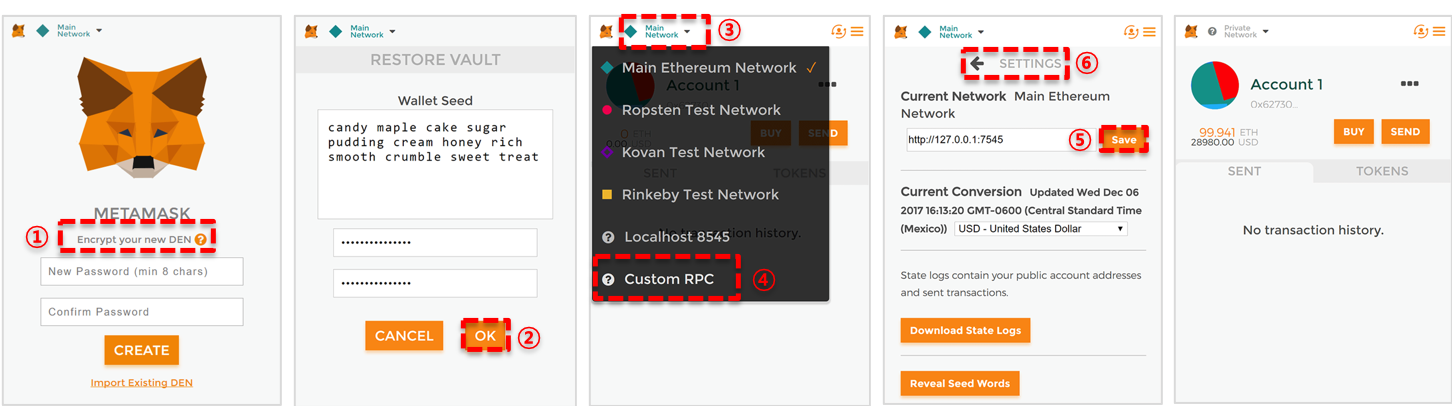 Main
Network
METAMASK
① Encrypt your new DEN ?
New Password (min 8 chars)
Confirm Password
CREATE
Import Existing DEN
Main
Network
RESTORE VAULT
Wallet Seed
candy maple cake sugar
pudding cream honey rich
smooth crumble sweet treat
CANCEL
OK ②
Main
Network ③
Main Ethereum Network ✓
Account 1
Ropsten Test Network
0 ETH
0.00 USD
BUY
SEND
Kovan Test Network
SENT
TOKENS
Rinkeby Test Network
? Localhost 8545
No transaction history.
? Custom RPC ④
Main
Network
SETTINGS ⑥
Current Network Main Ethereum
Network
http://127.0.0.1:7545 ⑤ Save
Current Conversion Updated Wed Dec 06
2017 16:13:20 GMT-0600 (Central Standard Time
(Mexico)) USD - United States Dollar
State logs contain your public account addresses
and sent transactions.
Download State Logs
Reveal Seed Words
? Private
Network
Account 1
0x62730...
99.941 ETH
28980.00 USD
BUY
SEND
SENT
TOKENS
No transaction history.